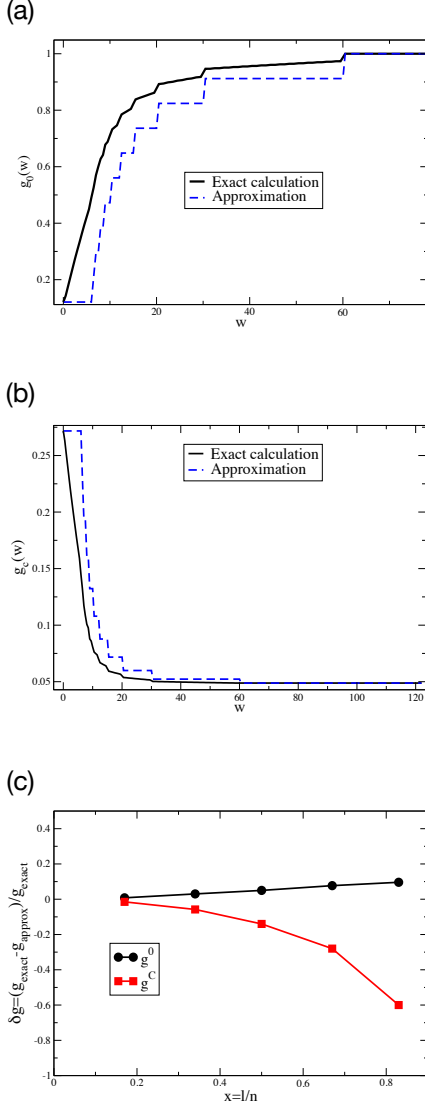 (a)
1
0.8
0.6
0.4
0.2
g0(w)
Exact calculation
Approximation
0 20 40 60
w
(b)
0.25
0.2
0.15
0.1
0.05
gc(w)
Exact calculation
Approximation
0 20 40 60 80 100 120
w
(c)
0.4
0.2
0
-0.2
-0.4
-0.6
-0.8
-1
δg=(gexact-gapprox)/gexact
g0
gC
0 0.2 0.4 0.6 0.8 1
x=l/n